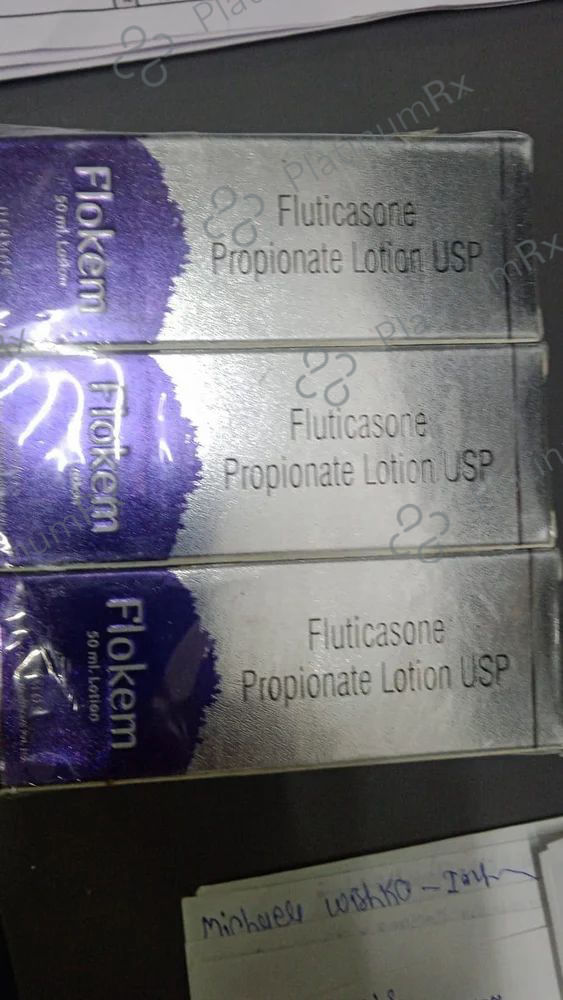 PlatinumRx
Flokem
50 ml. Lotion
Fluticasone
Propionate Lotion USP
Flokem
Fluticasone
Propionate Lotion USP
Flokem
50 ml. Lotion
Fluticasone
Propionate Lotion USP